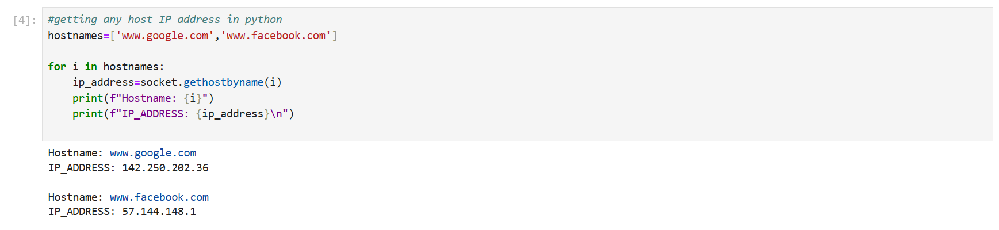 [4]:
#getting any host IP address in python
hostnames=['www.google.com','www.facebook.com']
for i in hostnames:
    ip_address=socket.gethostbyname(i)
    print(f"Hostname: {i}")
    print(f"IP_ADDRESS: {ip_address}\n")
Hostname: www.google.com
IP_ADDRESS: 142.250.202.36
Hostname: www.facebook.com
IP_ADDRESS: 57.144.148.1